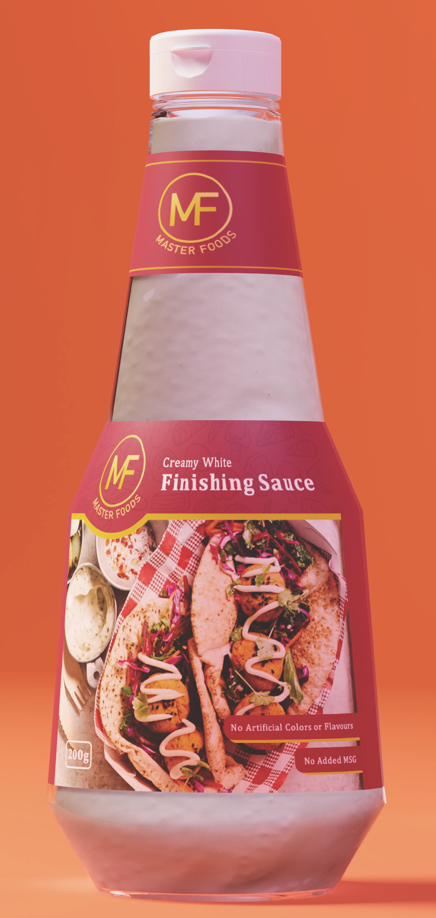 MF
MASTER FOODS
MF
MASTER FOODS
Creamy White
Finishing Sauce
No Artificial Colors or Flavours
No Added MSG
200g